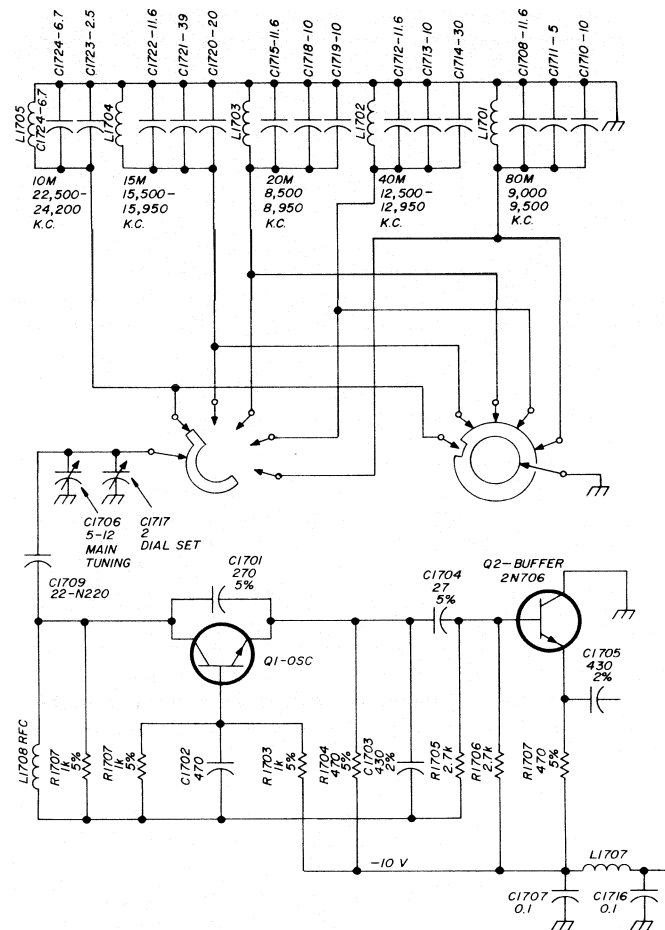 C1724-6.7
C1723-2.5
C1722-11.6
C1721-39
C1720-20
C1715-11.6
C1718-10
C1719-10
C1712-11.6
C1713-10
C1714-30
C1708-11.6
C1711-5
C1710-10
L1705
C1724-6.7
L1704
L1703
L1702
L1701
10M
22,500-
24,200
K.C.
15M
15,500-
15,950
K.C.
20M
8,500
8,950
K.C.
40M
12,500-
12,950
K.C.
80M
9,000
9,500
K.C.
C1706
5-12
MAIN
TUNING
C1717
2
DIAL SET
C1709
22-N220
C1701
270
5%
Q1-OSC
C1704
27
5%
Q2-BUFFER
2N706
C1705
430
2%
L1708 RFC
R1707
1k
5%
R1707
1k
5%
C1702
470
R1703
1k
5%
R1704
470
5%
C1703
430
2%
R1705
2.7k
R1706
2.7k
R1707
470
5%
-10 V
L1707
C1707
0.1
C1716
0.1